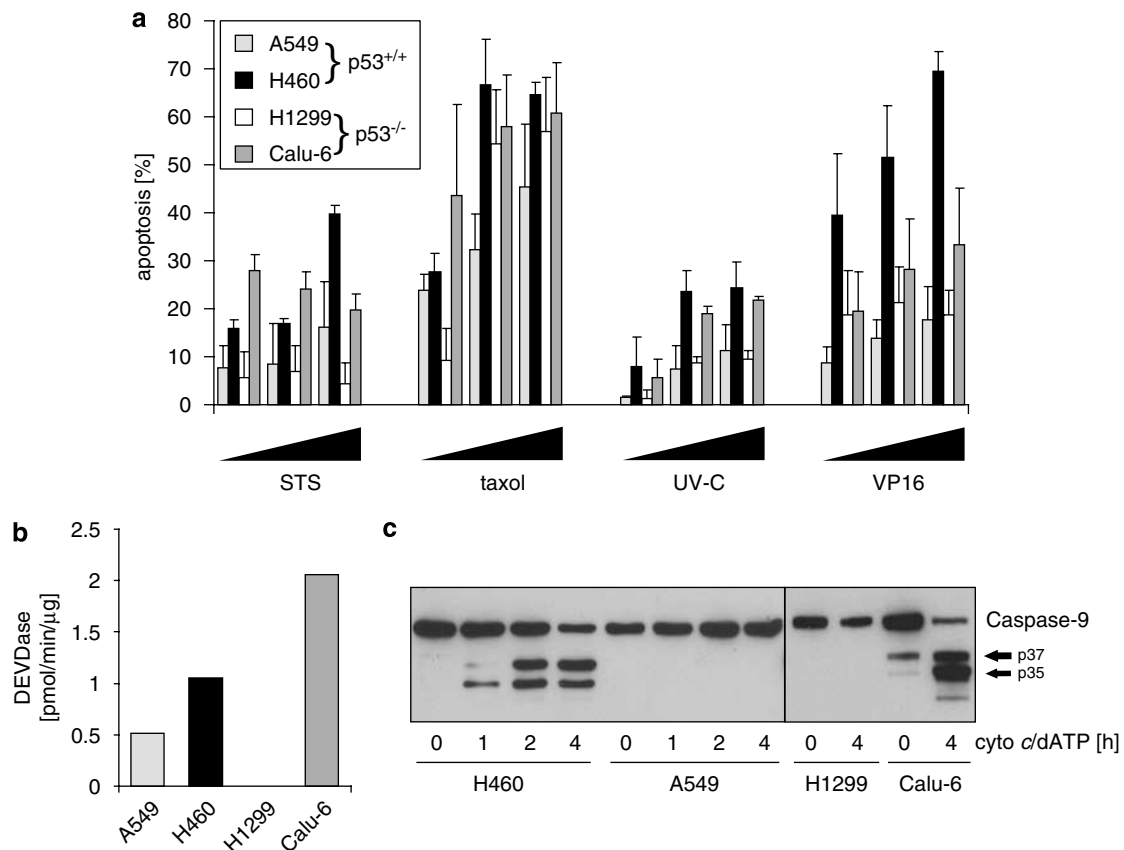 a
80
70
60
50
40
30
20
10
0
apoptosis [%]
A549
H460
p53+/+
H1299
Calu-6
p53-/-
STS
taxol
UV-C
VP16
b
2.5
2
1.5
1
0.5
0
DEVDase
[pmol/min/µg]
A549
H460
H1299
Calu-6
c
Caspase-9
p37
p35
0 1 2 4 0 1 2 4 0 4 0 4 cyto c/dATP [h]
H460 A549 H1299 Calu-6